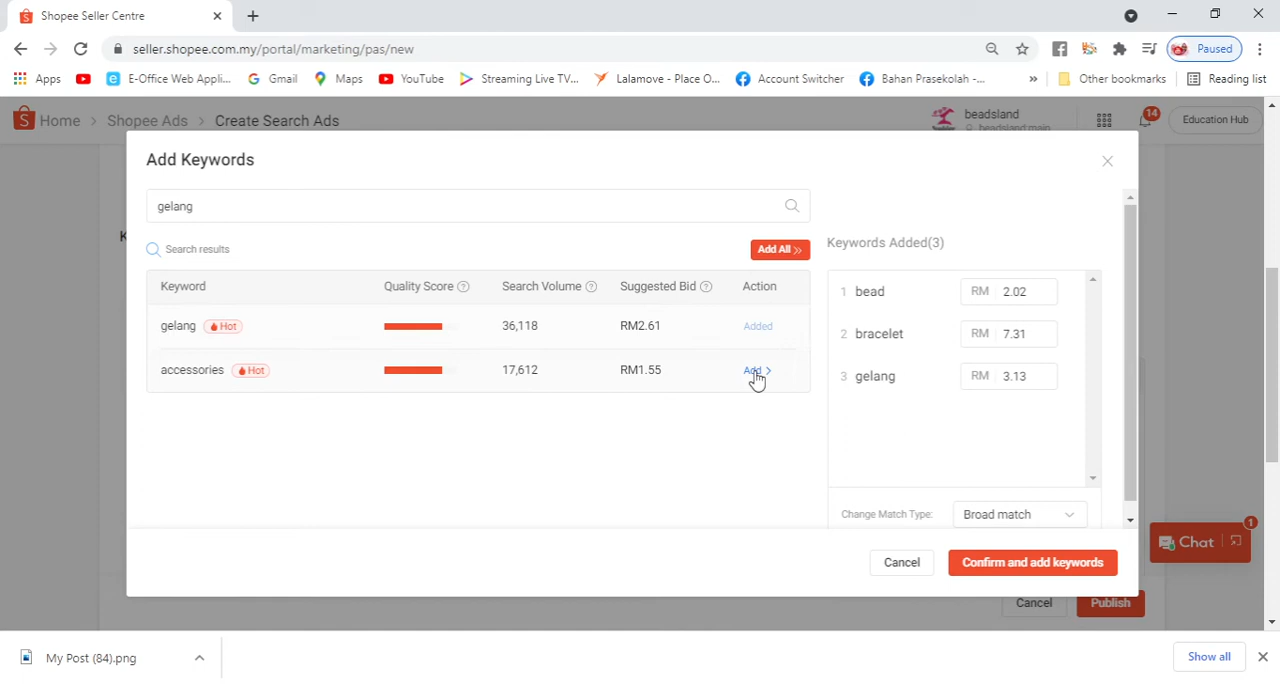 Shopee Seller Centre
seller.shopee.com.my/portal/marketing/pas/new
Paused
Apps
E-Office Web Appli...
Gmail
Maps
YouTube
Streaming Live TV...
Lalamove - Place O...
Account Switcher
Bahan Prasekolah -...
»
Other bookmarks
Reading list
Home > Shopee Ads > Create Search Ads
beadsland
14
Education Hub
Add Keywords
gelang
Search results
Add All »
Keywords Added(3)
Keyword Quality Score ? Search Volume ? Suggested Bid ? Action
gelang Hot 36,118 RM2.61 Added
accessories Hot 17,612 RM1.55 Add >
1 bead RM 2.02
2 bracelet RM 7.31
3 gelang RM 3.13
Change Match Type: Broad match
Cancel Confirm and add keywords
Chat
1
Cancel Publish
My Post (84).png
Show all